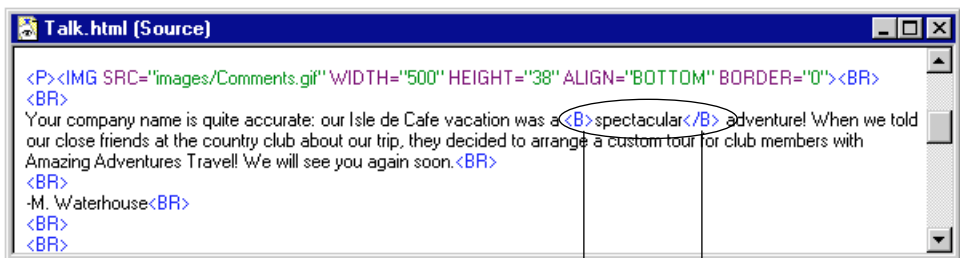 Talk.html (Source)
<P><IMG SRC="images/Comments.gif" WIDTH="500" HEIGHT="38" ALIGN="BOTTOM" BORDER="0"><BR>
<BR>
Your company name is quite accurate: our Isle de Cafe vacation was a <B>spectacular</B> adventure! When we told
our close friends at the country club about our trip, they decided to arrange a custom tour for club members with
Amazing Adventures Travel! We will see you again soon.<BR>
<BR>
-M. Waterhouse<BR>
<BR>
<BR>